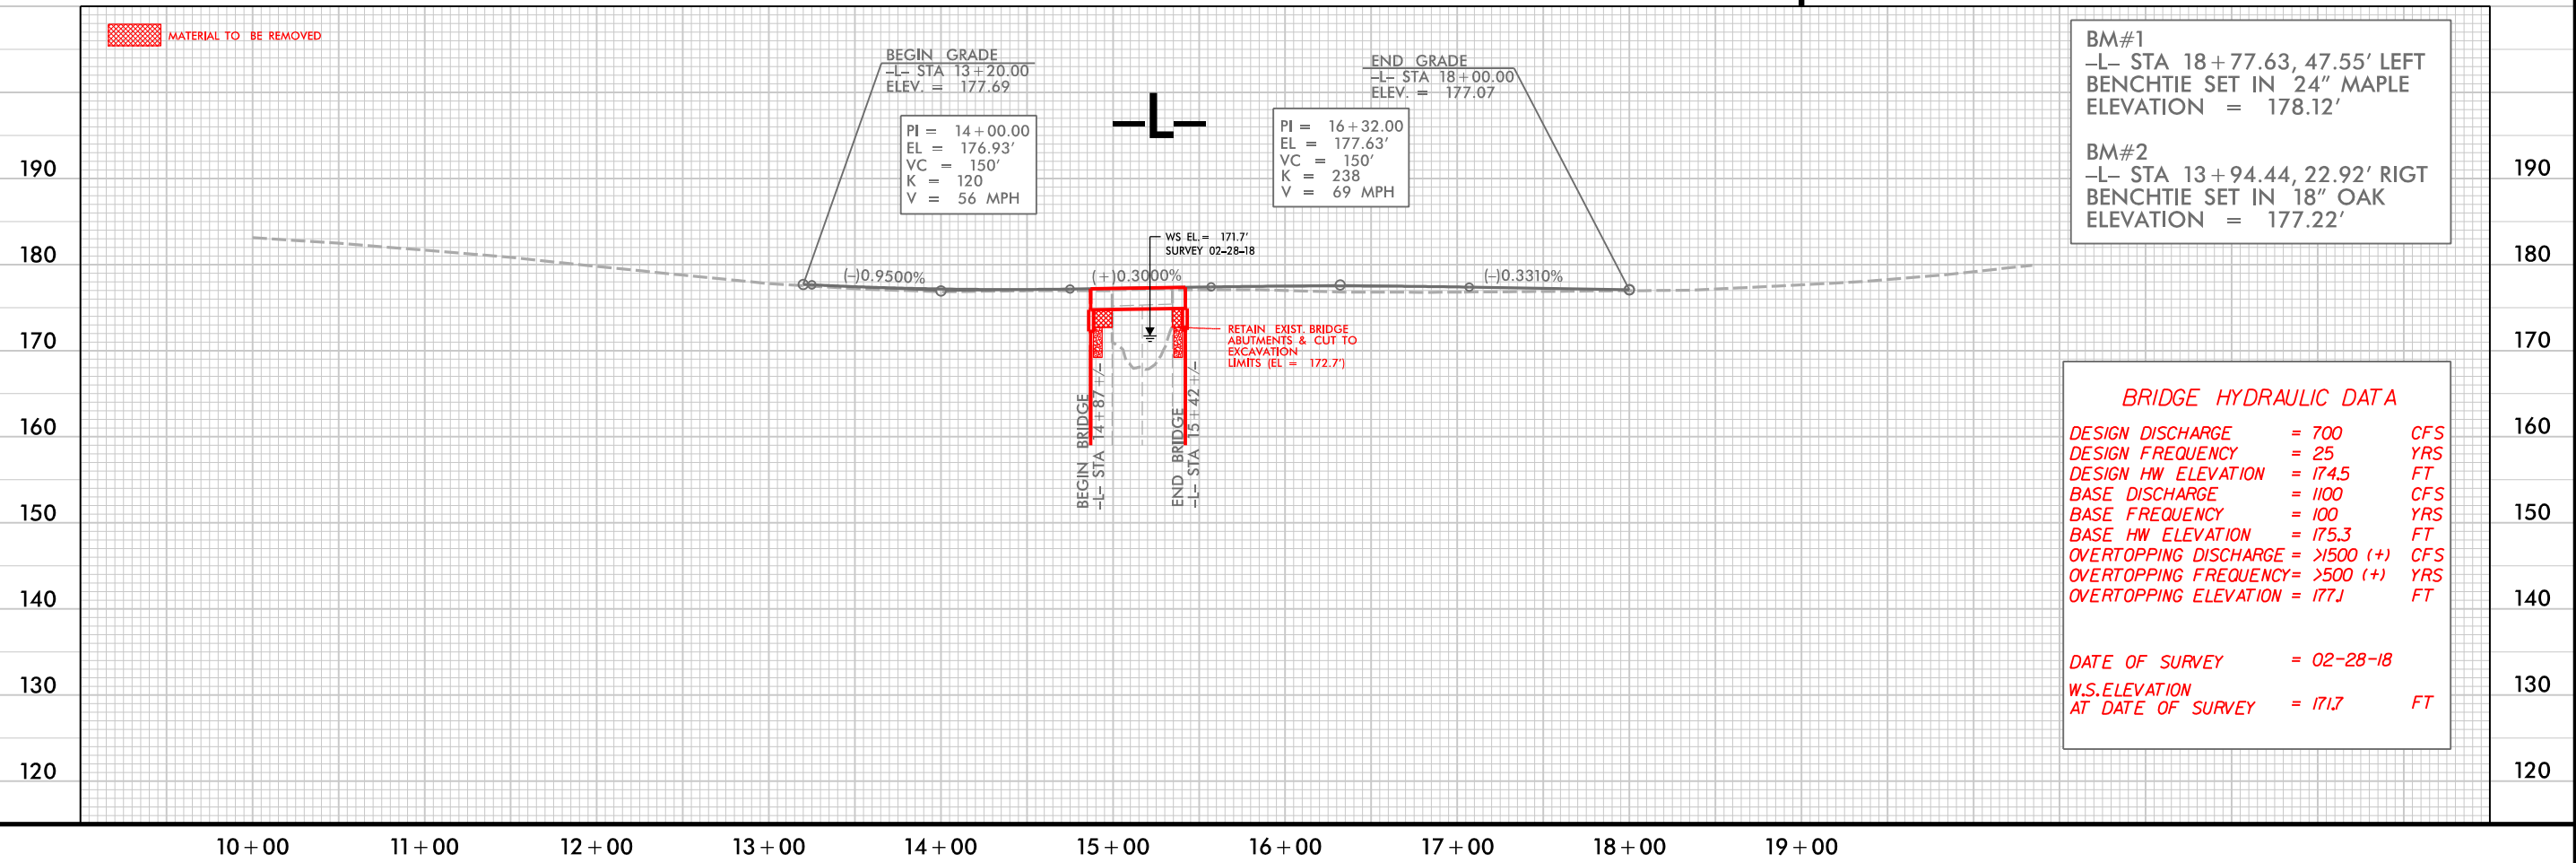 MATERIAL TO BE REMOVED
BEGIN GRADE
-L- STA 13+20.00
ELEV. = 177.69
PI = 14+00.00
EL = 176.93'
VC = 150'
K = 120
V = 56 MPH
-L-
END GRADE
-L- STA 18+00.00
ELEV. = 177.07
PI = 16+32.00
EL = 177.63'
VC = 150'
K = 238
V = 69 MPH
BM#1
-L- STA 18+77.63, 47.55' LEFT
BENCHTIE SET IN 24" MAPLE
ELEVATION = 178.12'
BM#2
-L- STA 13+94.44, 22.92' RIGT
BENCHTIE SET IN 18" OAK
ELEVATION = 177.22'
190 190
180 180
170 170
160 160
150 150
140 140
130 130
120 120
WS EL.= 171.7'
SURVEY 02-28-18
(-)0.9500%
(+)0.3000%
(-)0.3310%
RETAIN EXIST. BRIDGE
ABUTMENTS & CUT TO
EXCAVATION
LIMITS (EL = 172.7')
BEGIN BRIDGE
-L- STA 14+87 +/-
END BRIDGE
-L- STA 15+42 +/-
BRIDGE HYDRAULIC DATA
DESIGN DISCHARGE = 700 CFS
DESIGN FREQUENCY = 25 YRS
DESIGN HW ELEVATION = 174.5 FT
BASE DISCHARGE = 1100 CFS
BASE FREQUENCY = 100 YRS
BASE HW ELEVATION = 175.3 FT
OVERTOPPING DISCHARGE = >1500 (+) CFS
OVERTOPPING FREQUENCY= >500 (+) YRS
OVERTOPPING ELEVATION = 177.1 FT
DATE OF SURVEY = 02-28-18
W.S.ELEVATION
AT DATE OF SURVEY = 171.7 FT
10+00 11+00 12+00 13+00 14+00 15+00 16+00 17+00 18+00 19+00